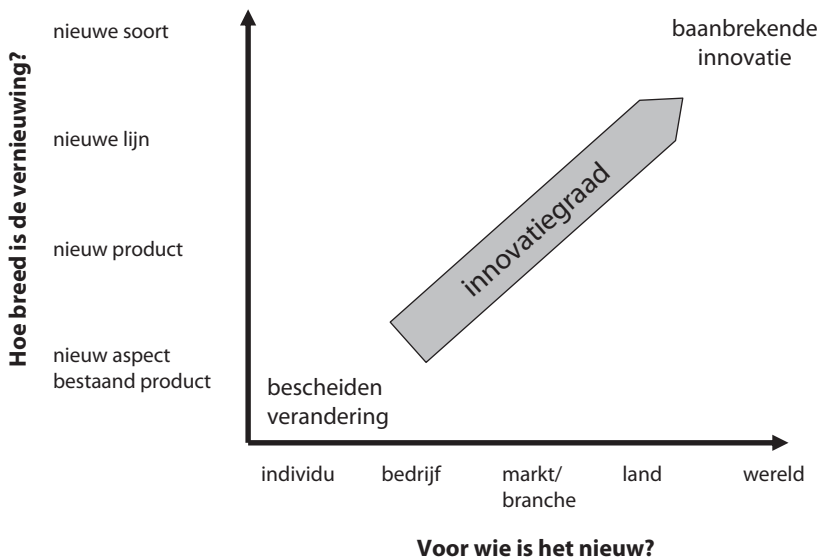 Hoe breed is de vernieuwing?
nieuwe soort
nieuwe lijn
nieuw product
nieuw aspect
bestaand product
baanbrekende
innovatie
innovatiegraad
bescheiden
verandering
individu
bedrijf
markt/
branche
land
wereld
Voor wie is het nieuw?